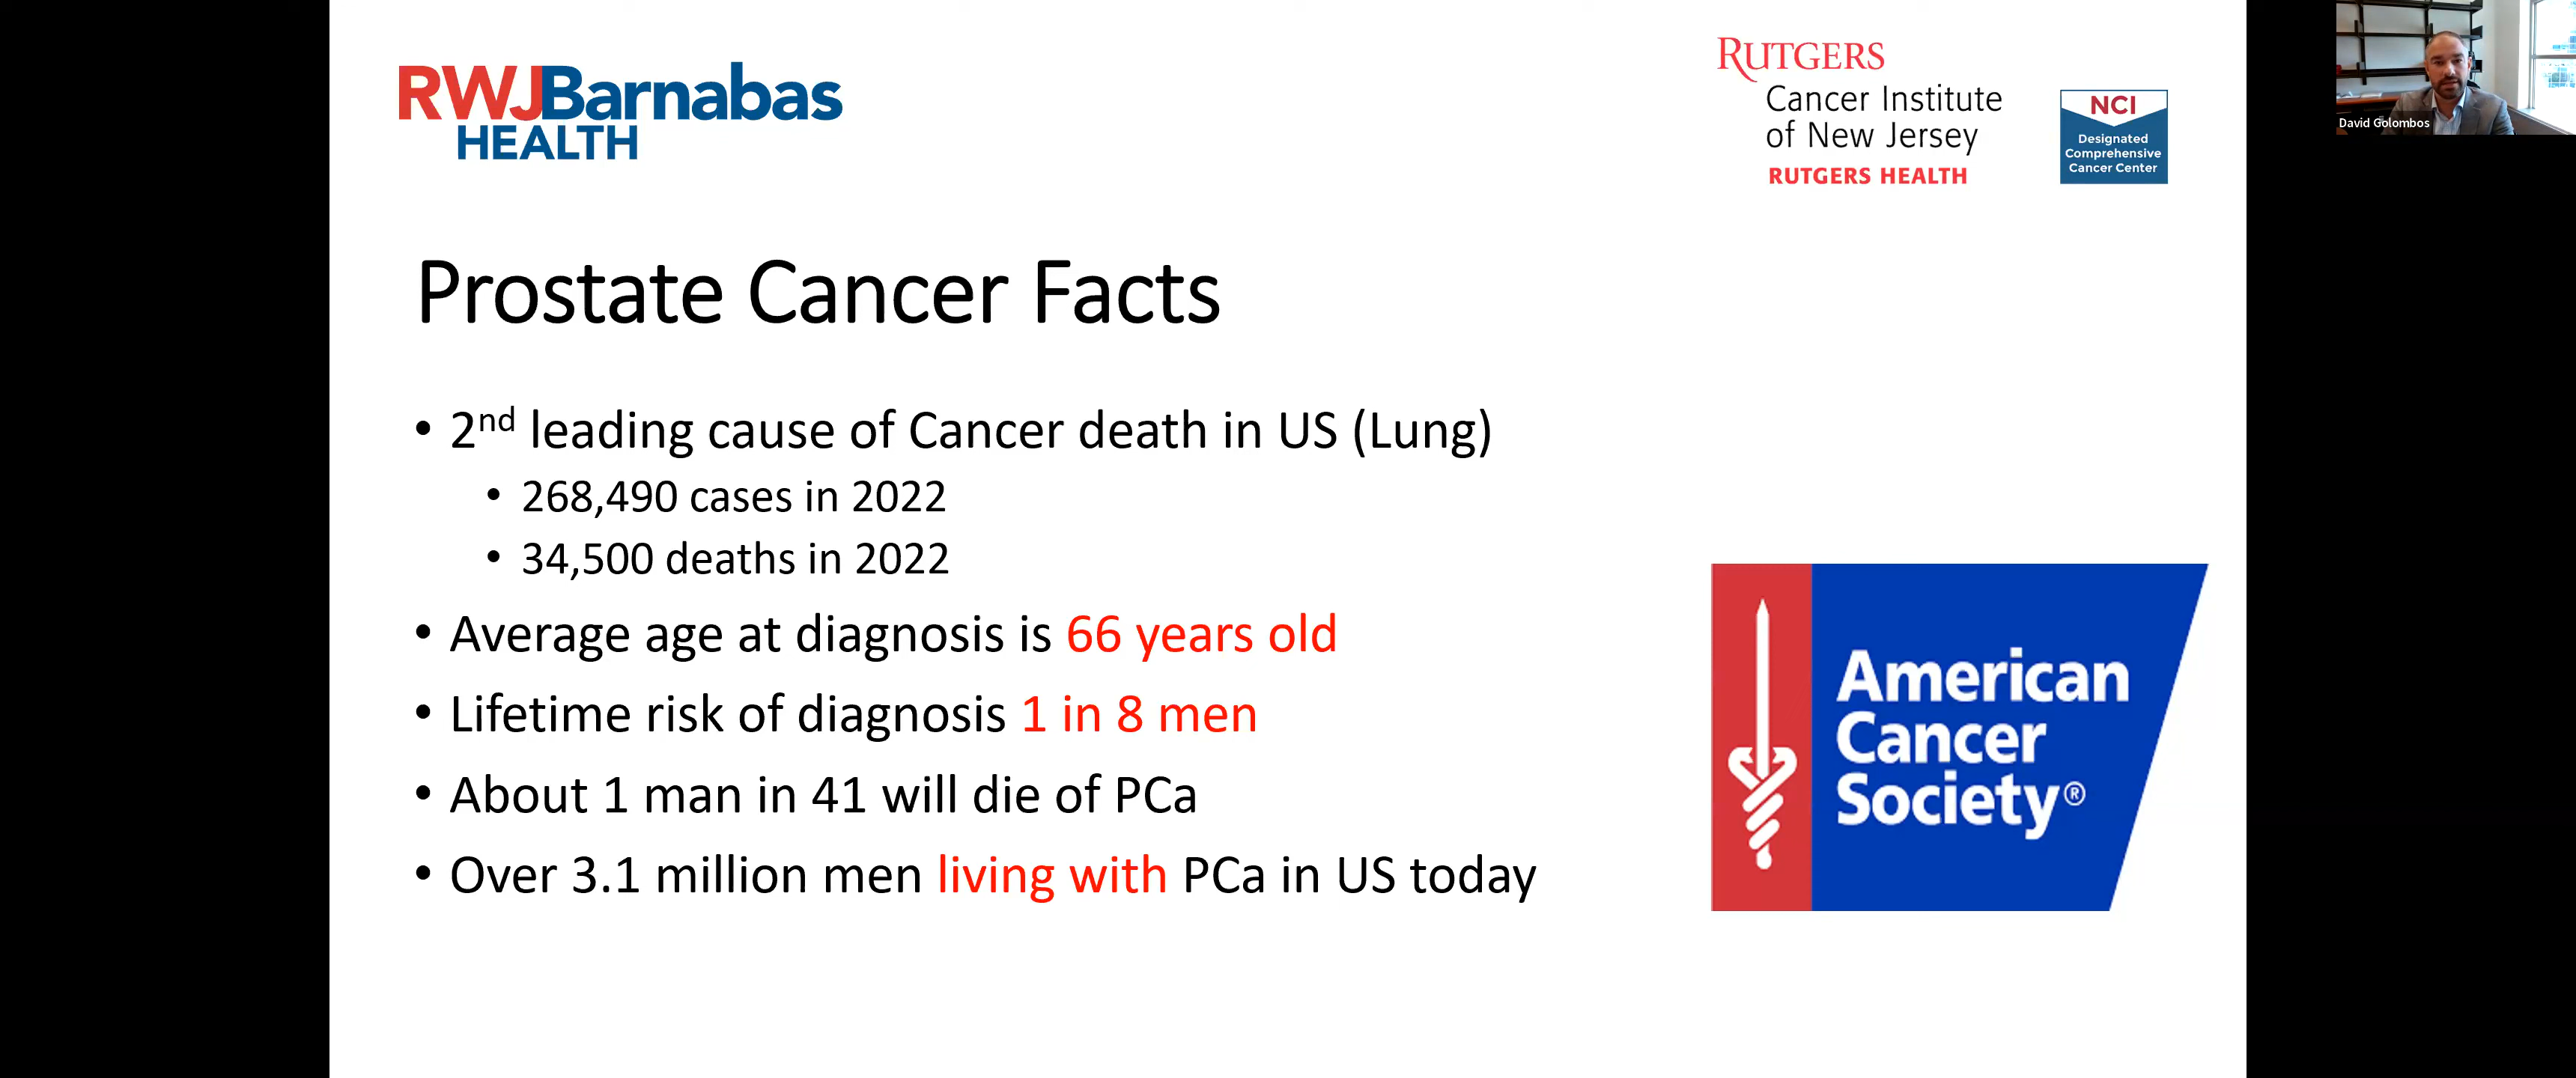 RWJBarnabas
HEALTH
RUTGERS
Cancer Institute
of New Jersey
RUTGERS HEALTH
NCI
Designated
Comprehensive
Cancer Center
David Golombos
Prostate Cancer Facts
• 2nd leading cause of Cancer death in US (Lung)
• 268,490 cases in 2022
• 34,500 deaths in 2022
• Average age at diagnosis is 66 years old
• Lifetime risk of diagnosis 1 in 8 men
• About 1 man in 41 will die of PCa
• Over 3.1 million men living with PCa in US today
American
Cancer
Society®